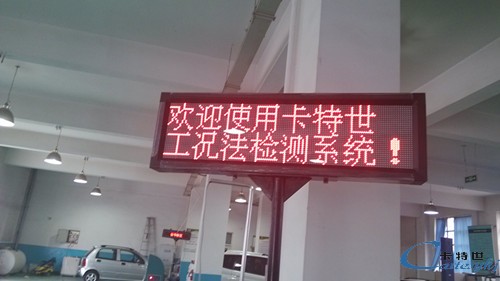 欢迎使用卡特世
工况法检测系统！
卡特世